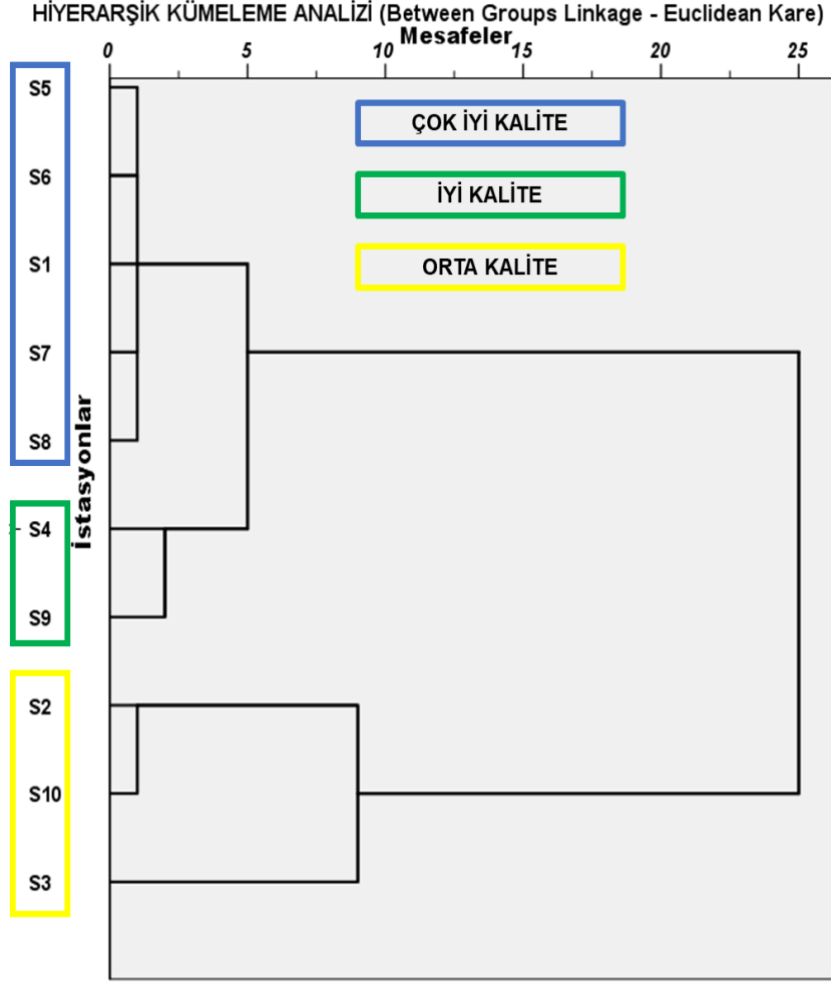 HİYERARŞİK KÜMELEME ANALİZİ (Between Groups Linkage - Euclidean Kare)
Mesafeler
0 5 10 15 20 25
S5
ÇOK İYİ KALİTE
S6
İYİ KALİTE
S1
ORTA KALİTE
S7
S8
İstasyonlar
S4
S9
S2
S10
S3